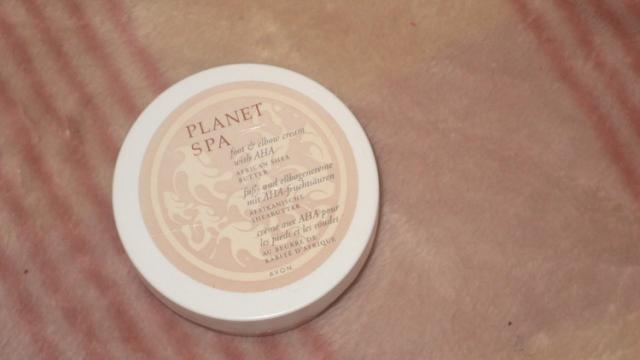 PLANET
SPA
foot & elbow cream
with AHA
AFRICAN SHEA
BUTTER
fuß- und ellbogencreme
mit AHA-fruchtsäuren
AFRIKANISCHE
SHEABUTTER
crème aux AHA pour
les pieds et les coudes
AU BEURRE DE
KARITÉ D'AFRIQUE
AVON